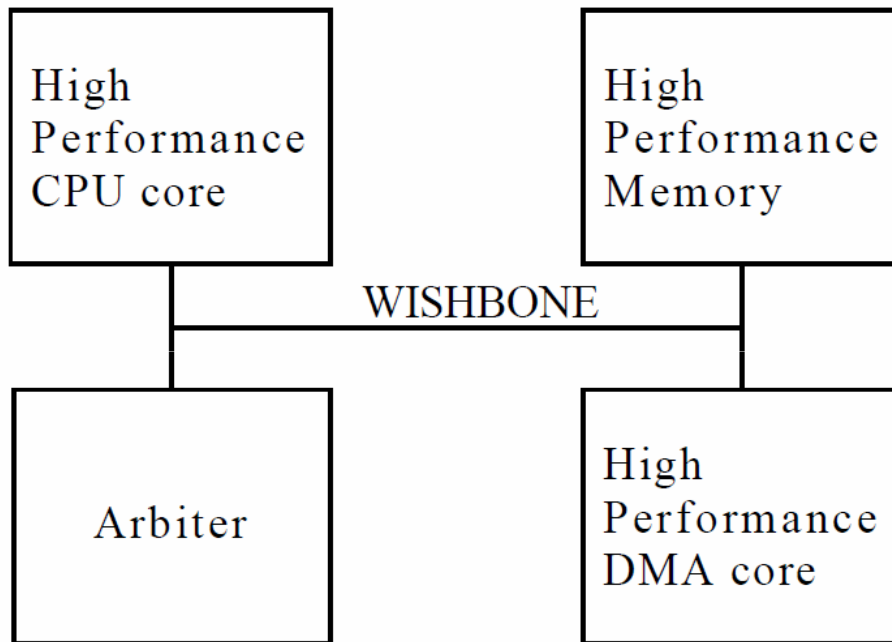 High
Performance
CPU core
High
Performance
Memory
WISHBONE
Arbiter
High
Performance
DMA core